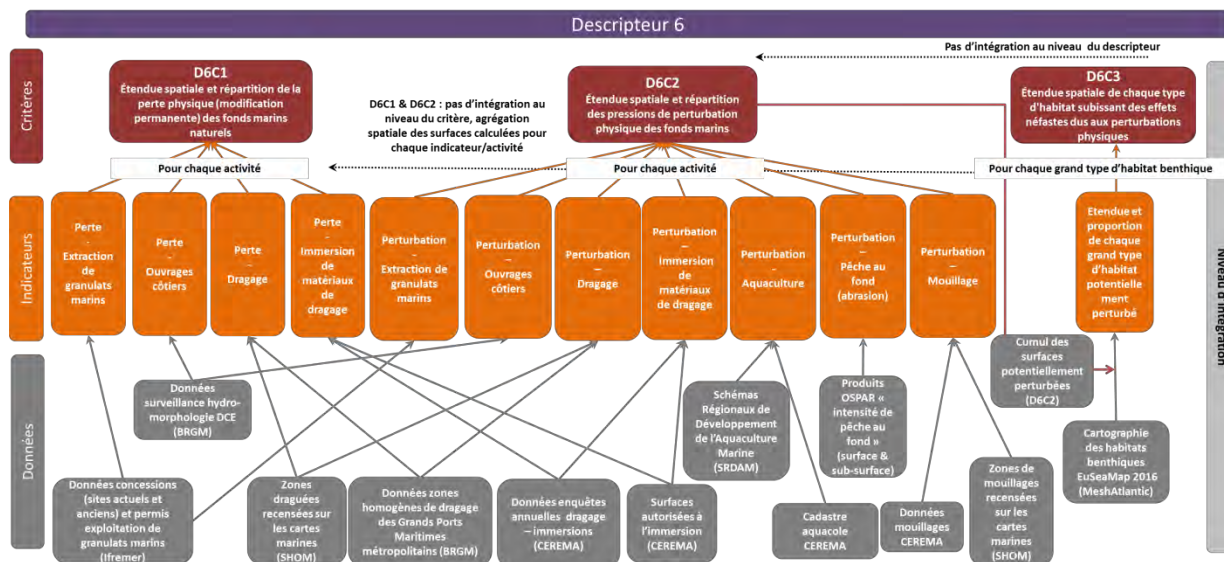 Descripteur 6
Pas d'intégration au niveau du descripteur
Critères
D6C1
Étendue spatiale et répartition de la
perte physique (modification
permanente) des fonds marins
naturels
D6C1 & D6C2 : pas d'intégration au
niveau du critère, agrégation
spatiale des surfaces calculées pour
chaque indicateur/activité
D6C2
Étendue spatiale et répartition
des pressions de perturbation
physique des fonds marins
D6C3
Étendue spatiale de chaque type
d'habitat subissant des effets
néfastes dus aux perturbations
physiques
Pour chaque activité
Pour chaque activité
Pour chaque grand type d'habitat benthique
Indicateurs
Perte
–
Extraction de
granulats
marins
Perte
–
Ouvrages
côtiers
Perte
–
Dragage
Perte
–
Immersion
de
matériaux
de dragage
Perturbation
–
Extraction de
granulats
marins
Perturbation
–
Ouvrages
côtiers
Perturbation
–
Dragage
Perturbation
–
Immersion de
matériaux
de dragage
Perturbation
–
Aquaculture
Perturbation
–
Pêche au
fond
(abrasion)
Perturbation
–
Mouillage
Etendue et
proportion
de chaque
grand type
d'habitat
potentielle
ment
perturbé
Niveau d'intégration
Données
Données
surveillance hydro-
morphologie DCE
(BRGM)
Schémas
Régionaux de
Développement
de l'Aquaculture
Marine
(SRDAM)
Produits
OSPAR «
intensité de
pêche au
fond »
(surface &
sub-surface)
Cumul des
surfaces
potentiellement
perturbées
(D6C2)
Cartographie
des habitats
benthiques
EuSeaMap 2016
(MeshAtlantic)
Données concessions
(sites actuels et
anciens) et permis
exploitation de
granulats marins
(Ifremer)
Zones
draguées
recensées sur
les cartes
marines
(SHOM)
Données zones
homogènes de dragage
des Grands Ports
Maritimes
métropolitains (BRGM)
Données enquêtes
annuelles dragage
– immersions
(CEREMA)
Surfaces
autorisées à
l'immersion
(CEREMA)
Cadastre
aquacole
CEREMA
Données
mouillages
CEREMA
Zones de
mouillages
recensées
sur les
cartes
marines
(SHOM)